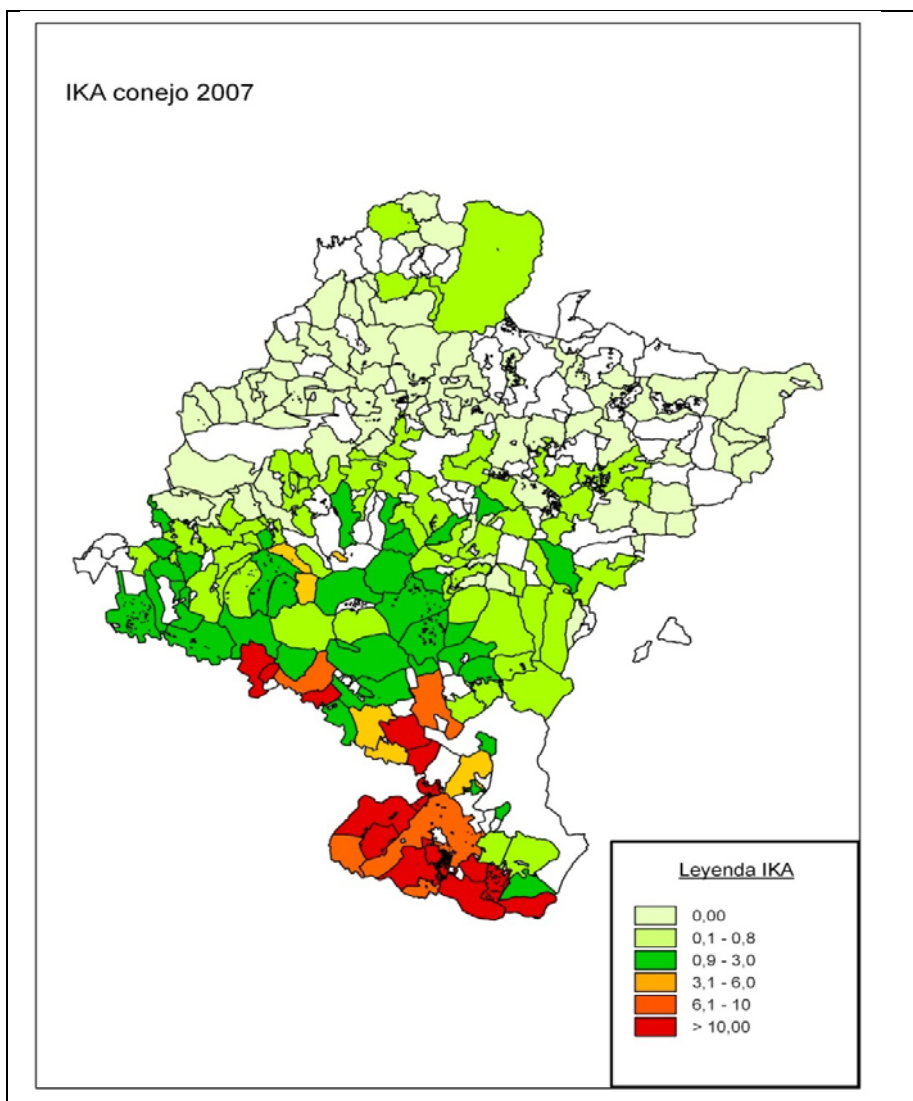 IKA conejo 2007
Leyenda IKA
0,00
0,1 - 0,8
0,9 - 3,0
3,1 - 6,0
6,1 - 10
> 10,00